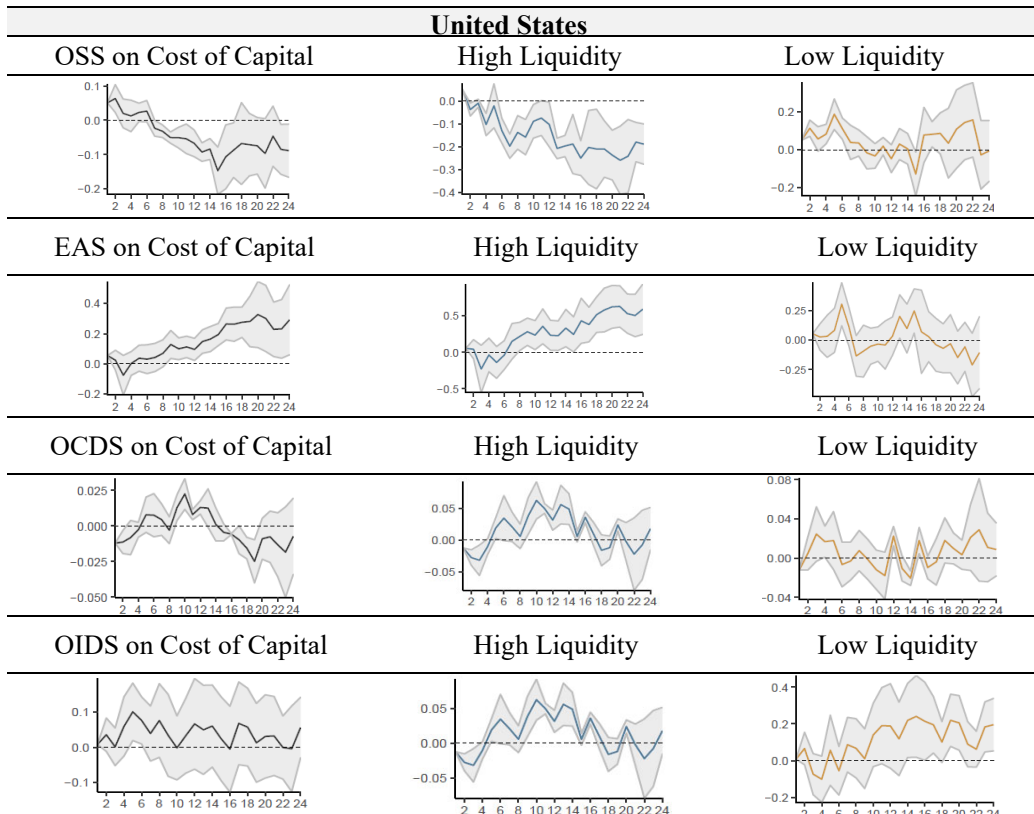 United States
OSS on Cost of Capital High Liquidity Low Liquidity
0.1
0.0
−0.1
−0.2
2 4 6 8 10 12 14 16 18 20 22 24
0.0
−0.1
−0.2
−0.3
−0.4
2 4 6 8 10 12 14 16 18 20 22 24
0.2
0.0
−0.2
2 4 6 8 10 12 14 16 18 20 22 24
EAS on Cost of Capital High Liquidity Low Liquidity
0.4
0.2
0.0
−0.2
2 4 6 8 10 12 14 16 18 20 22 24
0.5
0.0
−0.5
2 4 6 8 10 12 14 16 18 20 22 24
0.25
0.00
−0.25
2 4 6 8 10 12 14 16 18 20 22 24
OCDS on Cost of Capital High Liquidity Low Liquidity
0.025
0.000
−0.025
−0.050
2 4 6 8 10 12 14 16 18 20 22 24
0.05
0.00
−0.05
2 4 6 8 10 12 14 16 18 20 22 24
0.08
0.04
0.00
−0.04
2 4 6 8 10 12 14 16 18 20 22 24
OIDS on Cost of Capital High Liquidity Low Liquidity
0.1
0.0
−0.1
2 4 6 8 10 12 14 16 18 20 22 24
0.05
0.00
−0.05
2 4 6 8 10 12 14 16 18 20 22 24
0.4
0.2
0.0
−0.2
2 4 6 8 10 12 14 16 18 20 22 24